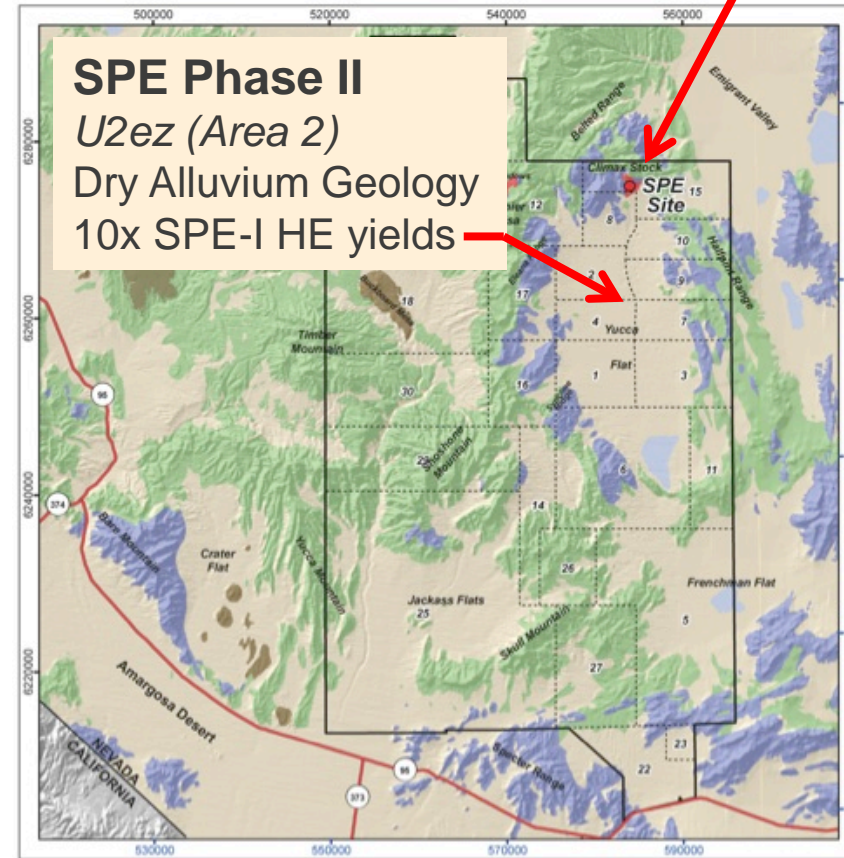 500000
520000
540000
560000
SPE Phase II
U2ez (Area 2)
Dry Alluvium Geology
10x SPE-I HE yields
6280000
6260000
6240000
6220000
Belted Range
Emigrant Valley
Climax Stock
SPE
Site
15
12
8
10
Halfpint Range
2
9
17
18
4
Yucca
7
Timber
Mountain
Flat
1
3
30
16
95
Shoshone
Mountain
6
11
374
14
Bare Mountain
Crater
Flat
Yucca Mountain
26
Frenchman Flat
Jackass Flats
25
5
Skull Mountain
27
Amargosa Desert
23
22
Specter Range
95
NEVADA
CALIFORNIA
373
530000
550000
570000
590000